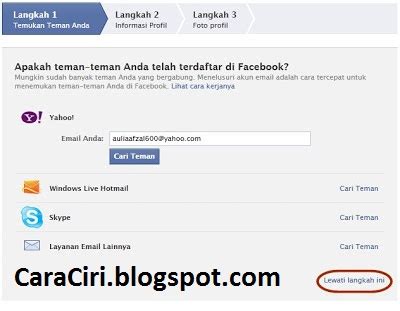 Langkah 1
Temukan Teman Anda
Langkah 2
Informasi Profil
Langkah 3
Foto profil
Apakah teman-teman Anda telah terdaftar di Facebook?
Mungkin sudah banyak teman Anda yang bergabung. Menelusuri akun email adalah cara tercepat untuk
menemukan teman-teman Anda di Facebook. Lihat cara kerjanya
Yahoo!
Email Anda: auliaafzal600@yahoo.com
Cari Teman
Windows Live Hotmail Cari Teman
Skype Cari Teman
Layanan Email Lainnya Cari Teman
CaraCiri.blogspot.com
Lewati langkah ini